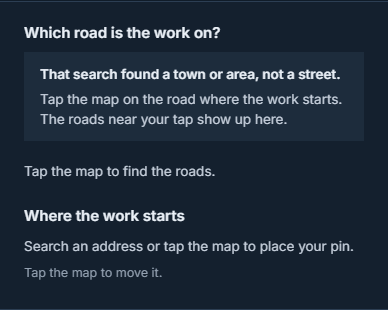 Which road is the work on?
That search found a town or area, not a street.
Tap the map on the road where the work starts.
The roads near your tap show up here.
Tap the map to find the roads.
Where the work starts
Search an address or tap the map to place your pin.
Tap the map to move it.